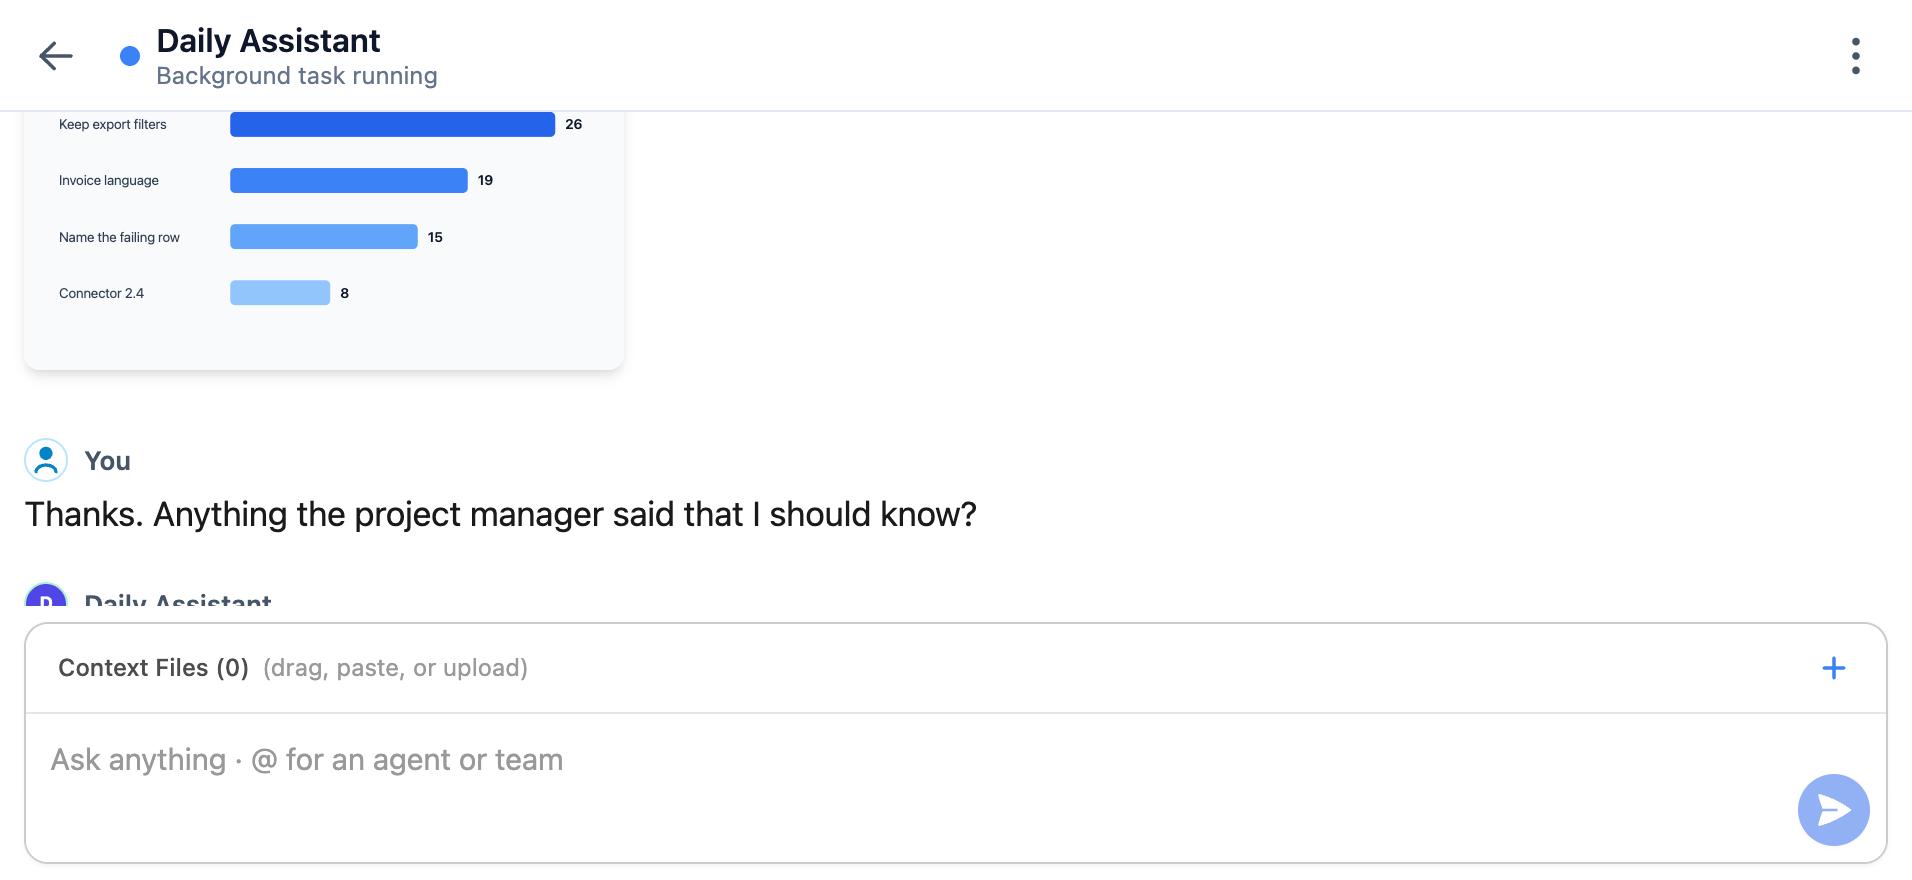 Daily Assistant
Background task running
Keep export filters 26
Invoice language 19
Name the failing row 15
Connector 2.4 8
You
Thanks. Anything the project manager said that I should know?
D Daily Assistant
Context Files (0) (drag, paste, or upload)
Ask anything · @ for an agent or team